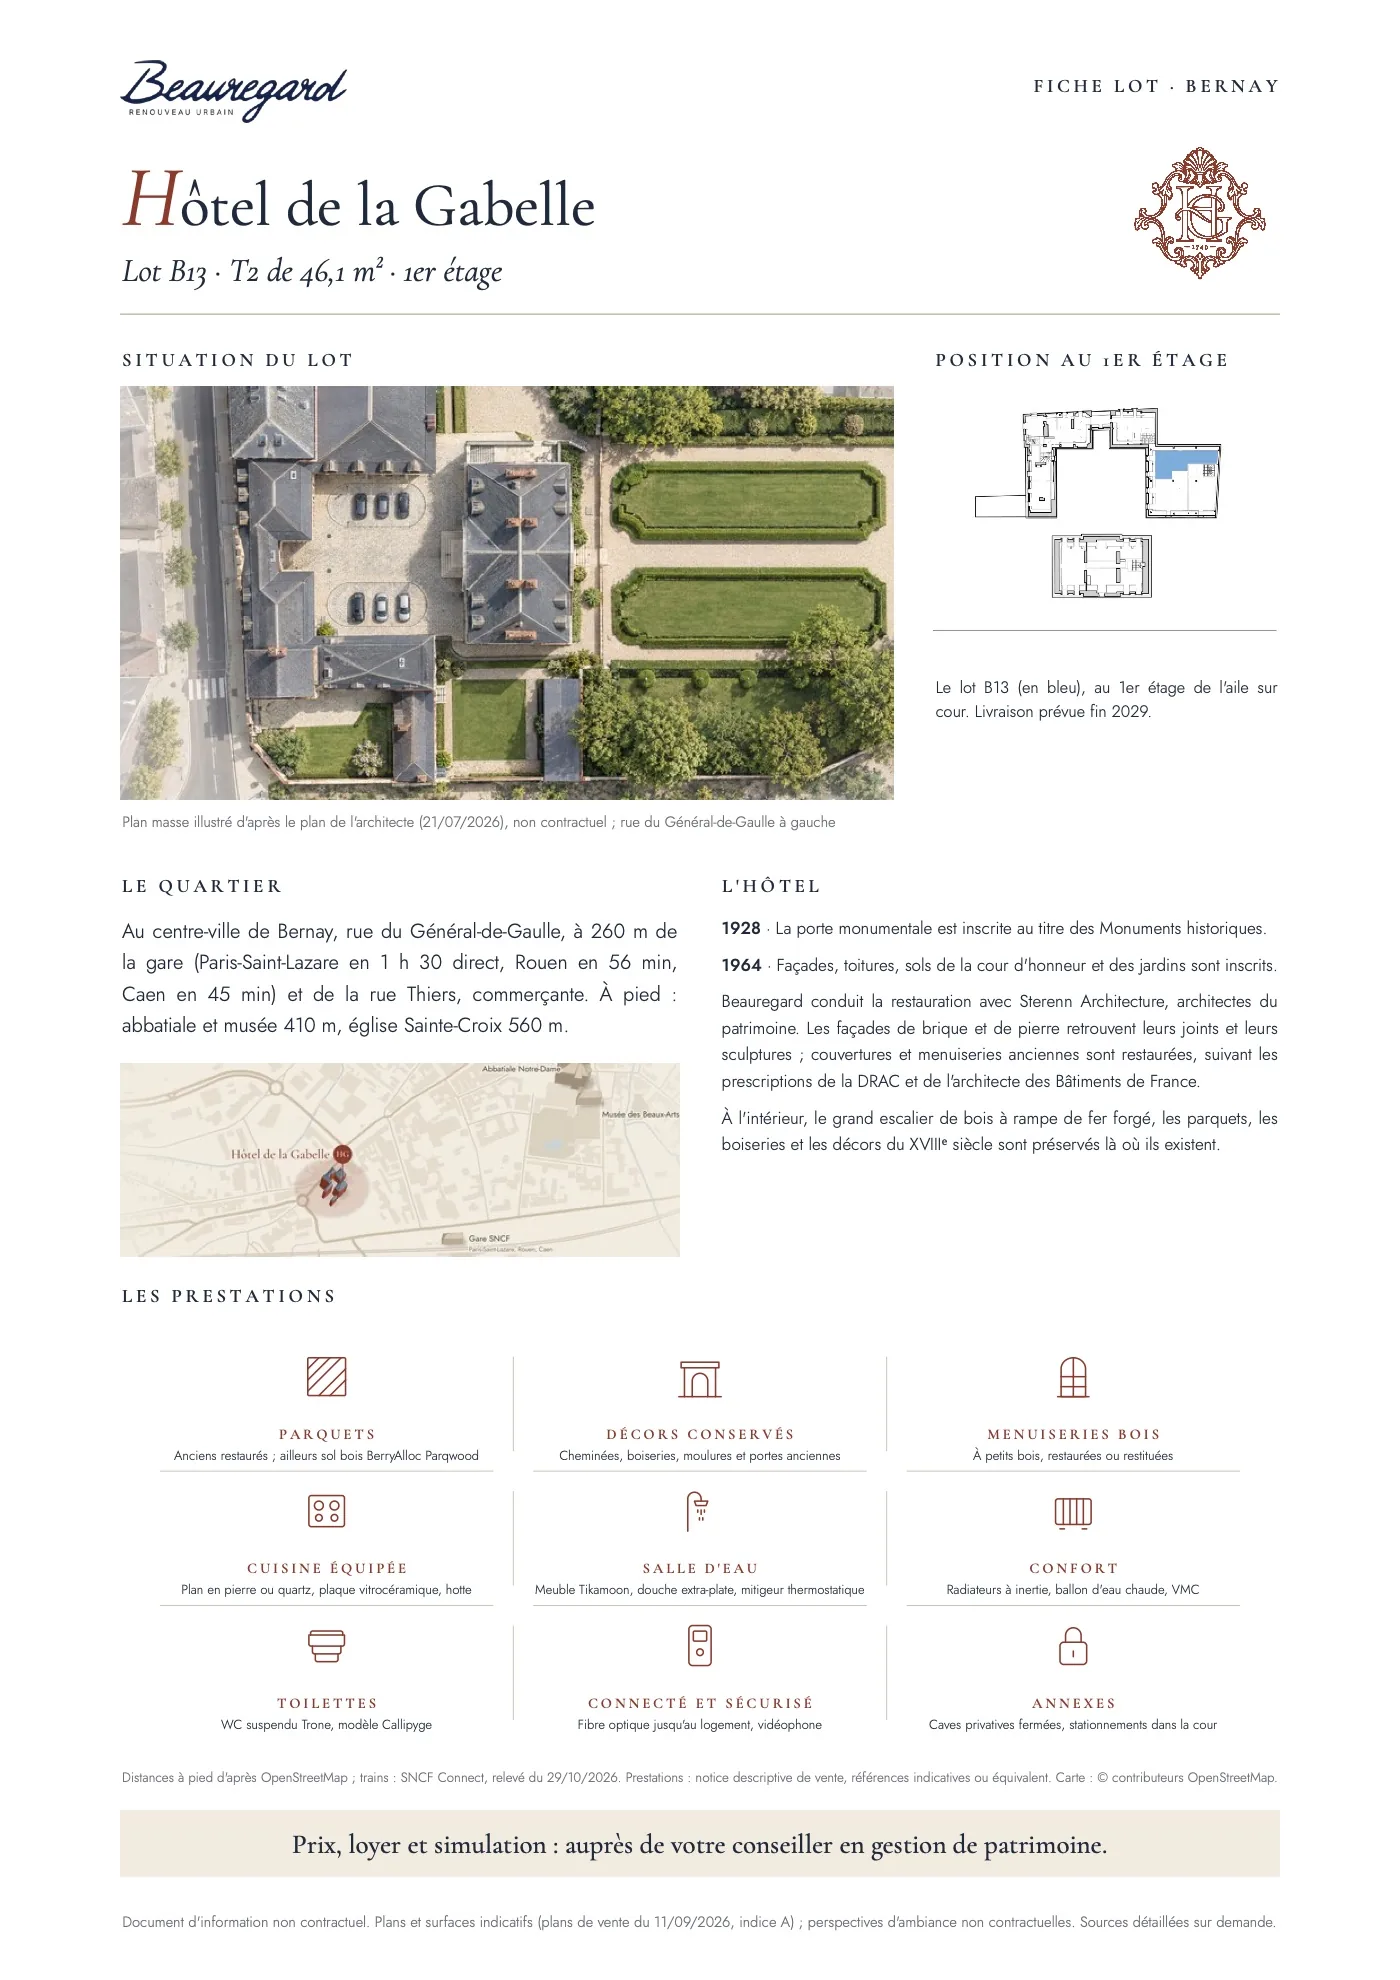 Beauregard
RENOUVEAU URBAIN
FICHE LOT · BERNAY
Hôtel de la Gabelle
HG
1740
Lot B13 · T2 de 46,1 m² · 1er étage
SITUATION DU LOT
POSITION AU 1ER ÉTAGE
Le lot B13 (en bleu), au 1er étage de l'aile sur
cour. Livraison prévue fin 2029.
Plan masse illustré d'après le plan de l'architecte (21/07/2026), non contractuel ; rue du Général-de-Gaulle à gauche
LE QUARTIER
Au centre-ville de Bernay, rue du Général-de-Gaulle, à 260 m de
la gare (Paris-Saint-Lazare en 1 h 30 direct, Rouen en 56 min,
Caen en 45 min) et de la rue Thiers, commerçante. À pied :
abbatiale et musée 410 m, église Sainte-Croix 560 m.
Abbatiale Notre-Dame
Musée des Beaux-Arts
Hôtel de la Gabelle HG
Gare SNCF
Paris-Saint-Lazare, Rouen, Caen
L'HÔTEL
1928 · La porte monumentale est inscrite au titre des Monuments historiques.
1964 · Façades, toitures, sols de la cour d'honneur et des jardins sont inscrits.
Beauregard conduit la restauration avec Sterenn Architecture, architectes du
patrimoine. Les façades de brique et de pierre retrouvent leurs joints et leurs
sculptures ; couvertures et menuiseries anciennes sont restaurées, suivant les
prescriptions de la DRAC et de l'architecte des Bâtiments de France.
À l'intérieur, le grand escalier de bois à rampe de fer forgé, les parquets, les
boiseries et les décors du XVIIIᵉ siècle sont préservés là où ils existent.
LES PRESTATIONS
PARQUETS
Anciens restaurés ; ailleurs sol bois BerryAlloc Parqwood
DÉCORS CONSERVÉS
Cheminées, boiseries, moulures et portes anciennes
MENUISERIES BOIS
À petits bois, restaurées ou restituées
CUISINE ÉQUIPÉE
Plan en pierre ou quartz, plaque vitrocéramique, hotte
SALLE D'EAU
Meuble Tikamoon, douche extra-plate, mitigeur thermostatique
CONFORT
Radiateurs à inertie, ballon d'eau chaude, VMC
TOILETTES
WC suspendu Trone, modèle Callipyge
CONNECTÉ ET SÉCURISÉ
Fibre optique jusqu'au logement, vidéophone
ANNEXES
Caves privatives fermées, stationnements dans la cour
Distances à pied d'après OpenStreetMap ; trains : SNCF Connect, relevé du 29/10/2026. Prestations : notice descriptive de vente, références indicatives ou équivalent. Carte : © contributeurs OpenStreetMap.
Prix, loyer et simulation : auprès de votre conseiller en gestion de patrimoine.
Document d'information non contractuel. Plans et surfaces indicatifs (plans de vente du 11/09/2026, indice A) ; perspectives d'ambiance non contractuelles. Sources détaillées sur demande.